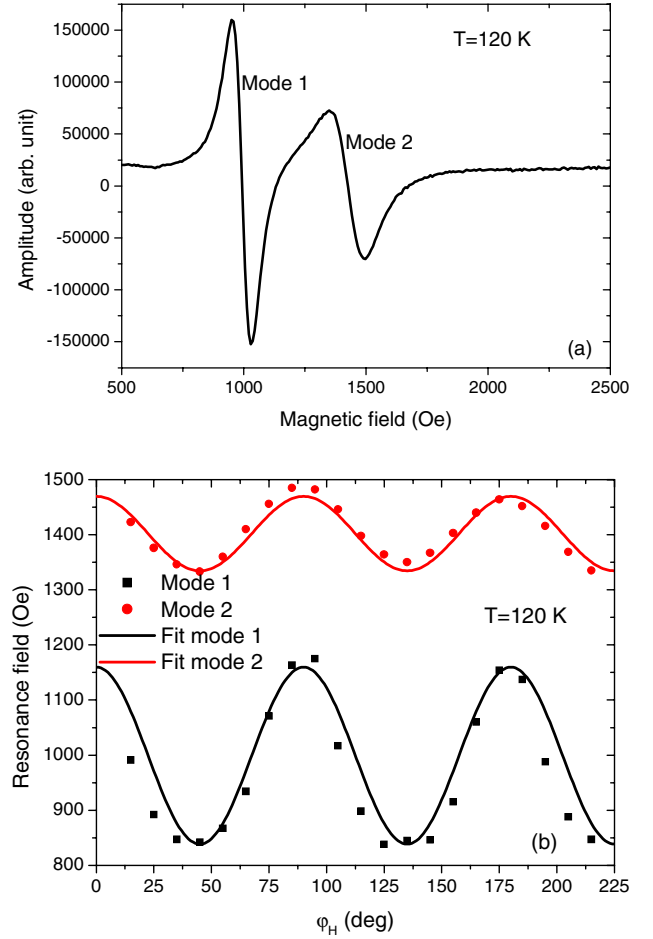 T=120 K
Mode 1
Mode 2
Amplitude (arb. unit)
150000
100000
50000
0
-50000
-100000
-150000
(a)
500
1000
1500
2000
2500
Magnetic field (Oe)
1500
1400
1300
1200
1100
1000
900
800
Resonance field (Oe)
Mode 1
Mode 2
Fit mode 1
Fit mode 2
T=120 K
(b)
0
25
50
75
100
125
150
175
200
225
φH (deg)